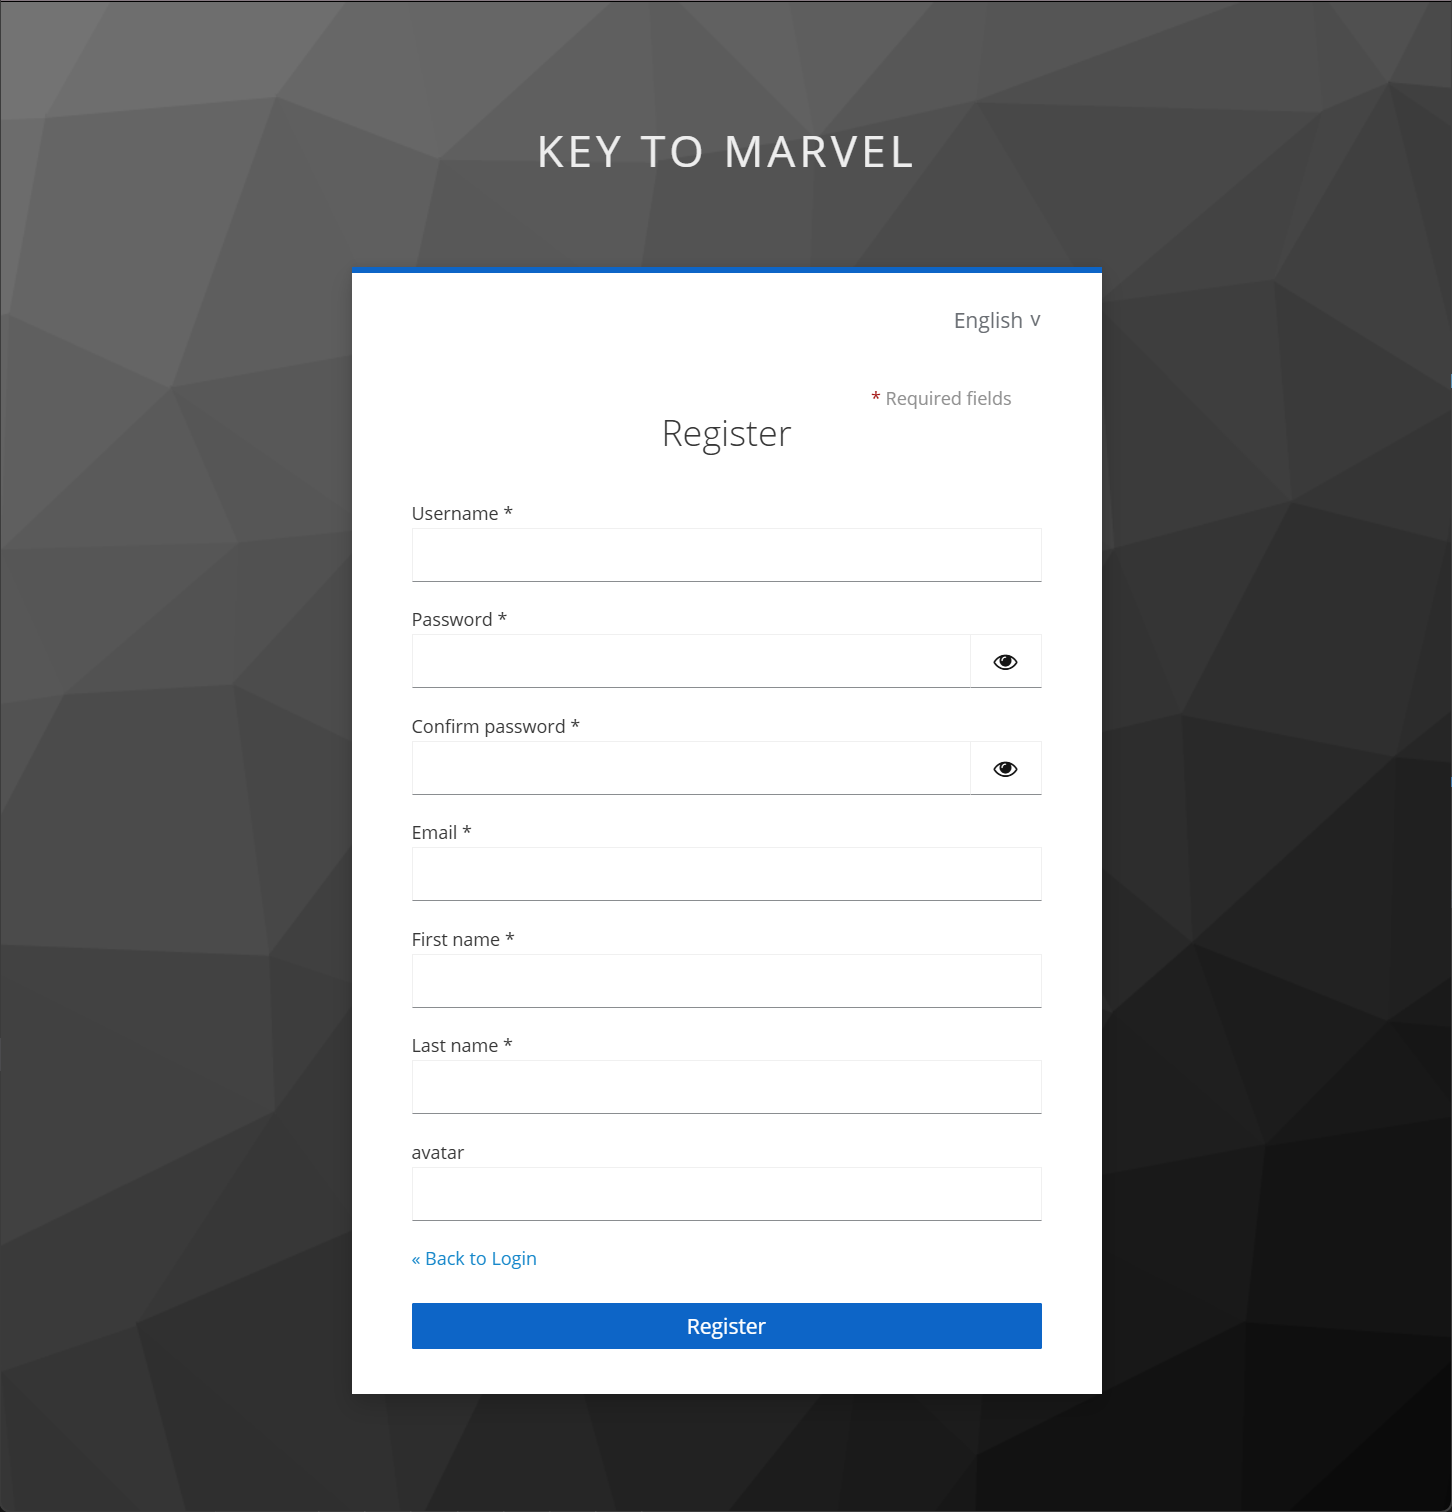 KEY TO MARVEL
English v
* Required fields
Register
Username *
Password *
Confirm password *
Email *
First name *
Last name *
avatar
« Back to Login
Register